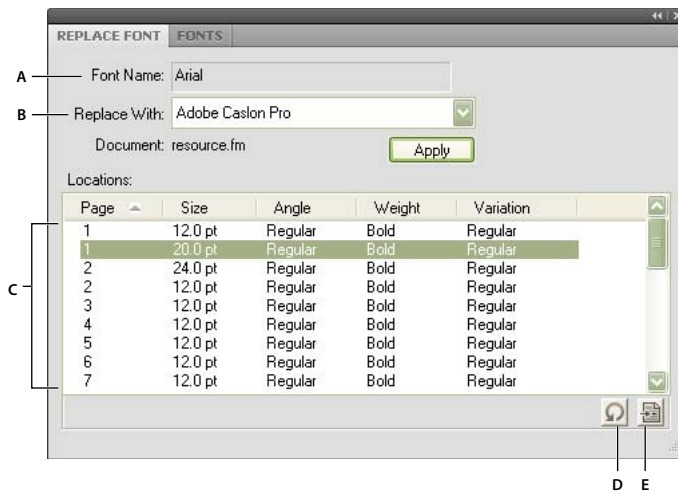 REPLACE FONT FONTS
A Font Name: Arial
B Replace With: Adobe Caslon Pro
Document: resource.fm Apply
Locations:
Page Size Angle Weight Variation
1 12.0 pt Regular Bold Regular
1 20.0 pt Regular Bold Regular
2 24.0 pt Regular Bold Regular
2 12.0 pt Regular Bold Regular
3 12.0 pt Regular Bold Regular
4 12.0 pt Regular Bold Regular
5 12.0 pt Regular Bold Regular
6 12.0 pt Regular Bold Regular
7 12.0 pt Regular Bold Regular
C
D E